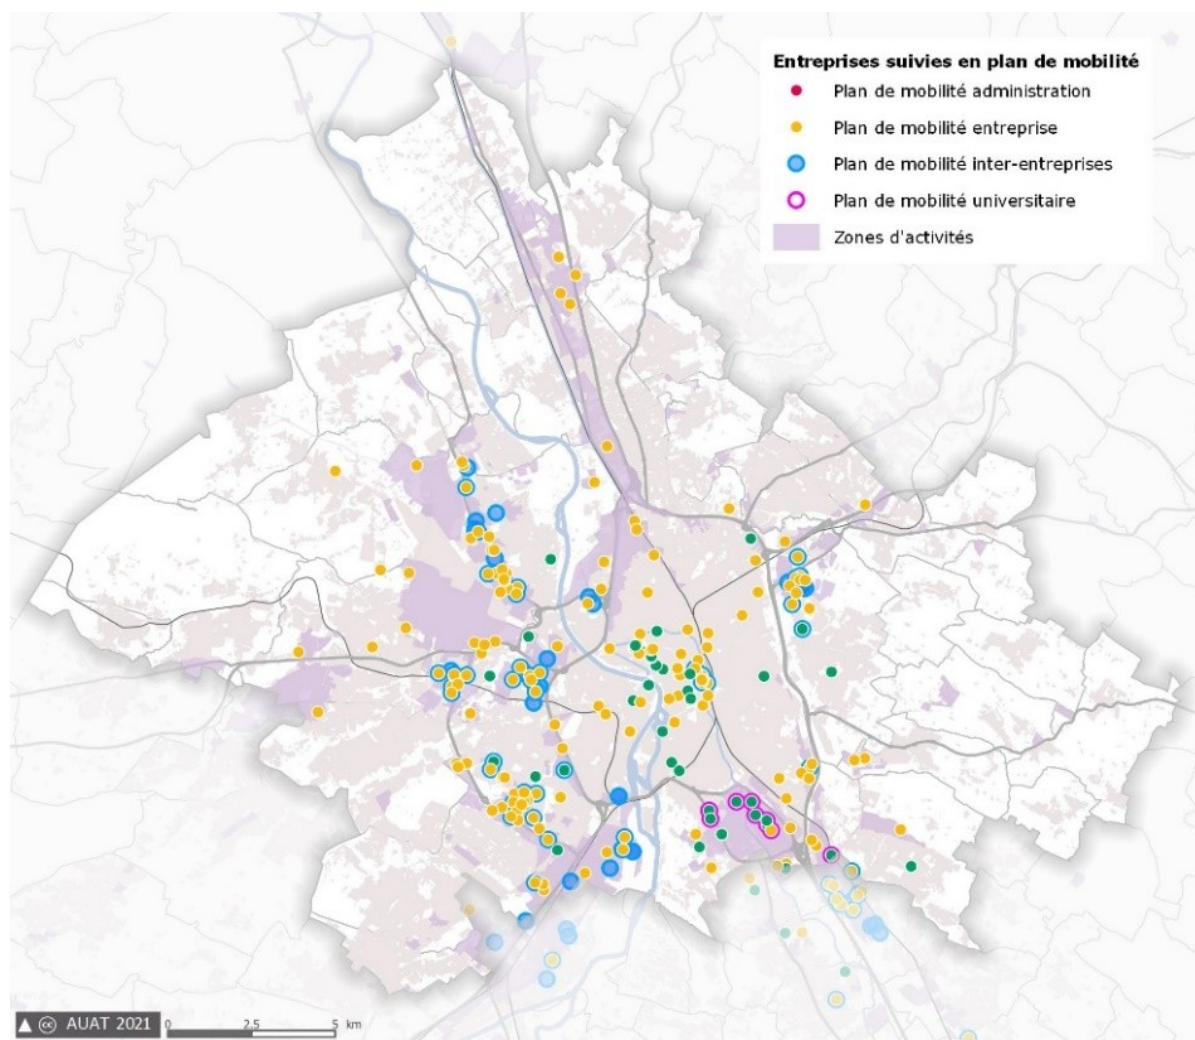 Entreprises suivies en plan de mobilité
Plan de mobilité administration
Plan de mobilité entreprise
Plan de mobilité inter-entreprises
Plan de mobilité universitaire
Zones d'activités
cc AUAT 2021
0 2.5 5 km